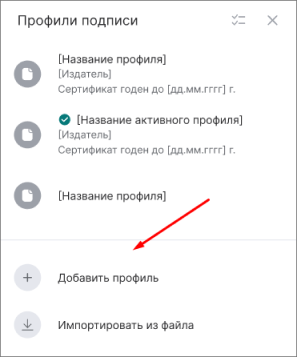 Профили подписи
[Название профиля]
[Издатель]
Сертификат годен до [дд.мм.гггг] г.
[Название активного профиля]
[Издатель]
Сертификат годен до [дд.мм.гггг] г.
[Название профиля]
Добавить профиль
Импортировать из файла